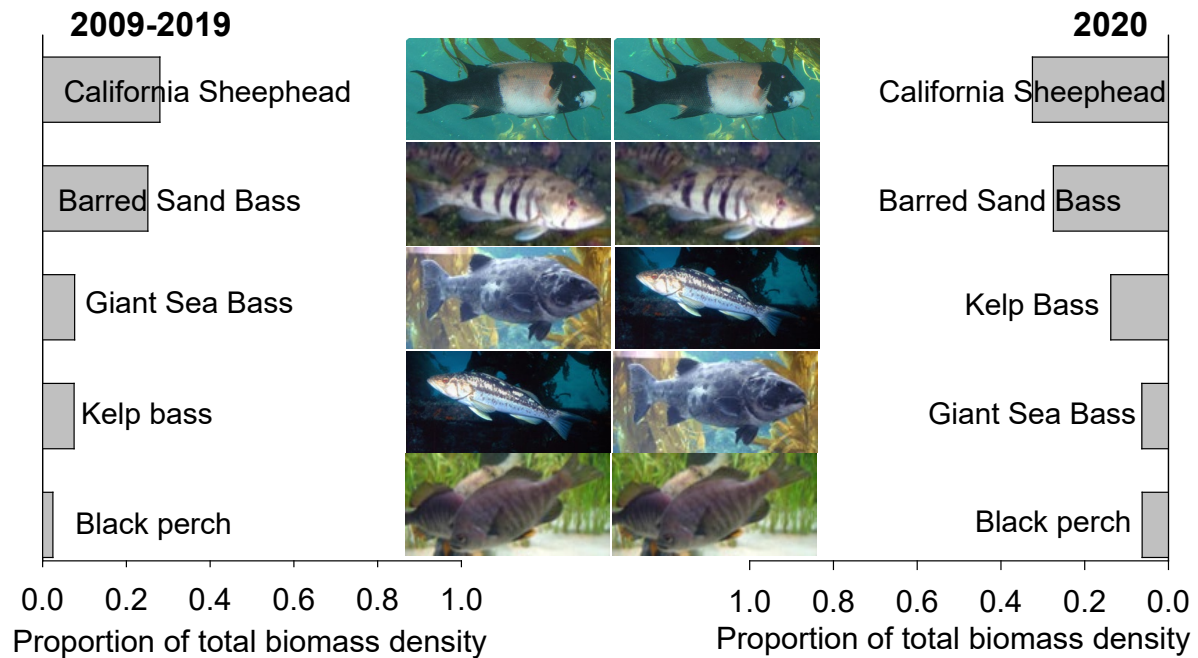 2009-2019
2020
California Sheephead
California Sheephead
Barred Sand Bass
Barred Sand Bass
Giant Sea Bass
Kelp Bass
Kelp bass
Giant Sea Bass
Black perch
Black perch
0.0 0.2 0.4 0.6 0.8 1.0
1.0 0.8 0.6 0.4 0.2 0.0
Proportion of total biomass density
Proportion of total biomass density